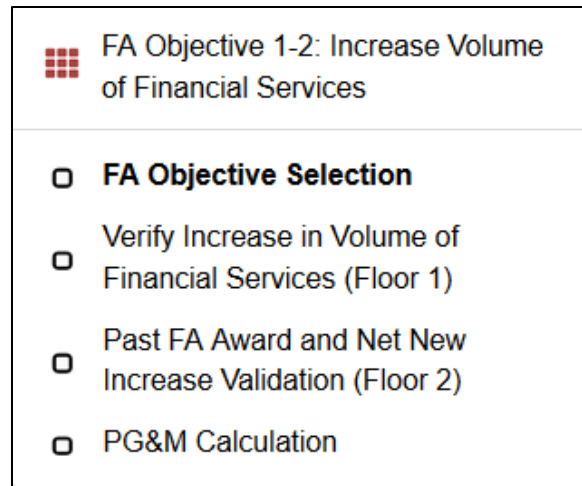 FA Objective 1-2: Increase Volume
of Financial Services
FA Objective Selection
Verify Increase in Volume of
Financial Services (Floor 1)
Past FA Award and Net New
Increase Validation (Floor 2)
PG&M Calculation